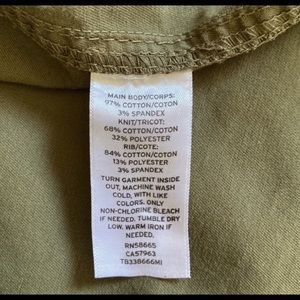 MAIN BODY/CORPS:
97% COTTON/COTON
3% SPANDEX
KNIT/TRICOT:
68% COTTON/COTON
32% POLYESTER
RIB/COTE:
84% COTTON/COTON
13% POLYESTER
3% SPANDEX
TURN GARMENT INSIDE
OUT, MACHINE WASH
COLD, WITH LIKE
COLORS. ONLY
NON-CHLORINE BLEACH
IF NEEDED. TUMBLE DRY
LOW. WARM IRON IF
NEEDED.
RN58665
CA57963
TB338666MI